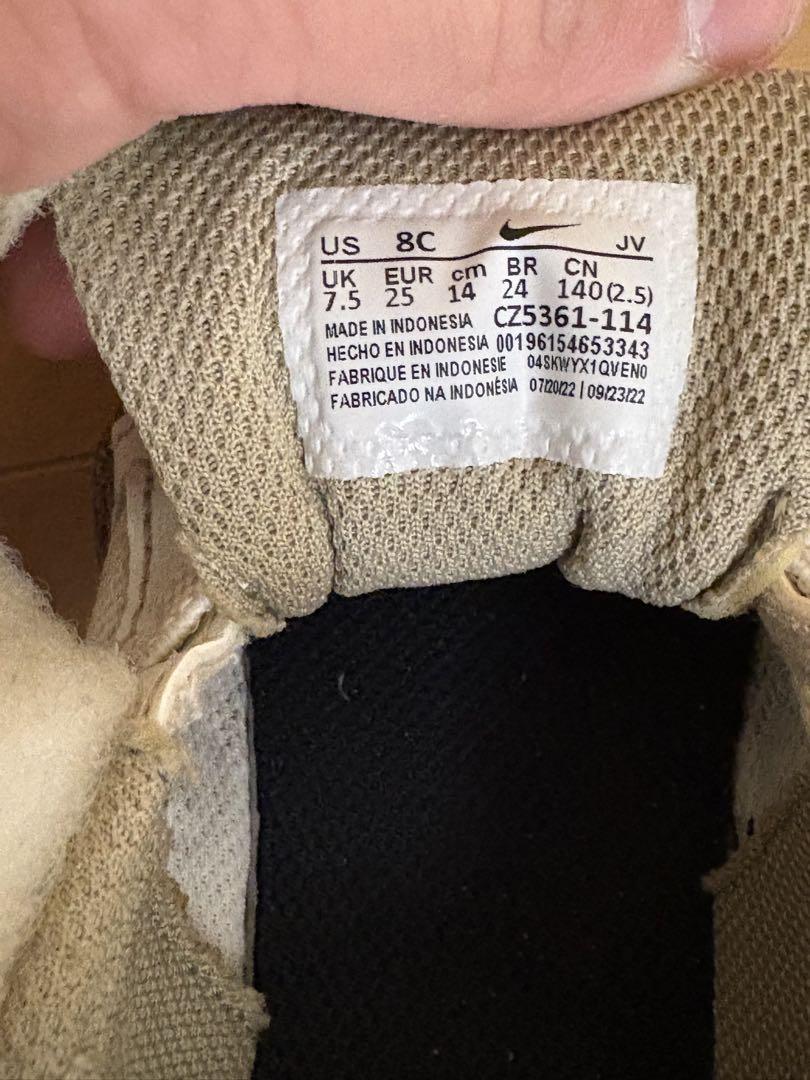 US 8C JV
UK EUR cm BR CN
7.5 25 14 24 140(2.5)
MADE IN INDONESIA CZ5361-114
HECHO EN INDONESIA 00196154653343
FABRIQUE EN INDONESIE 04SKWYX1QVEN0
FABRICADO NA INDONÉSIA 07/20/22 | 09/23/22